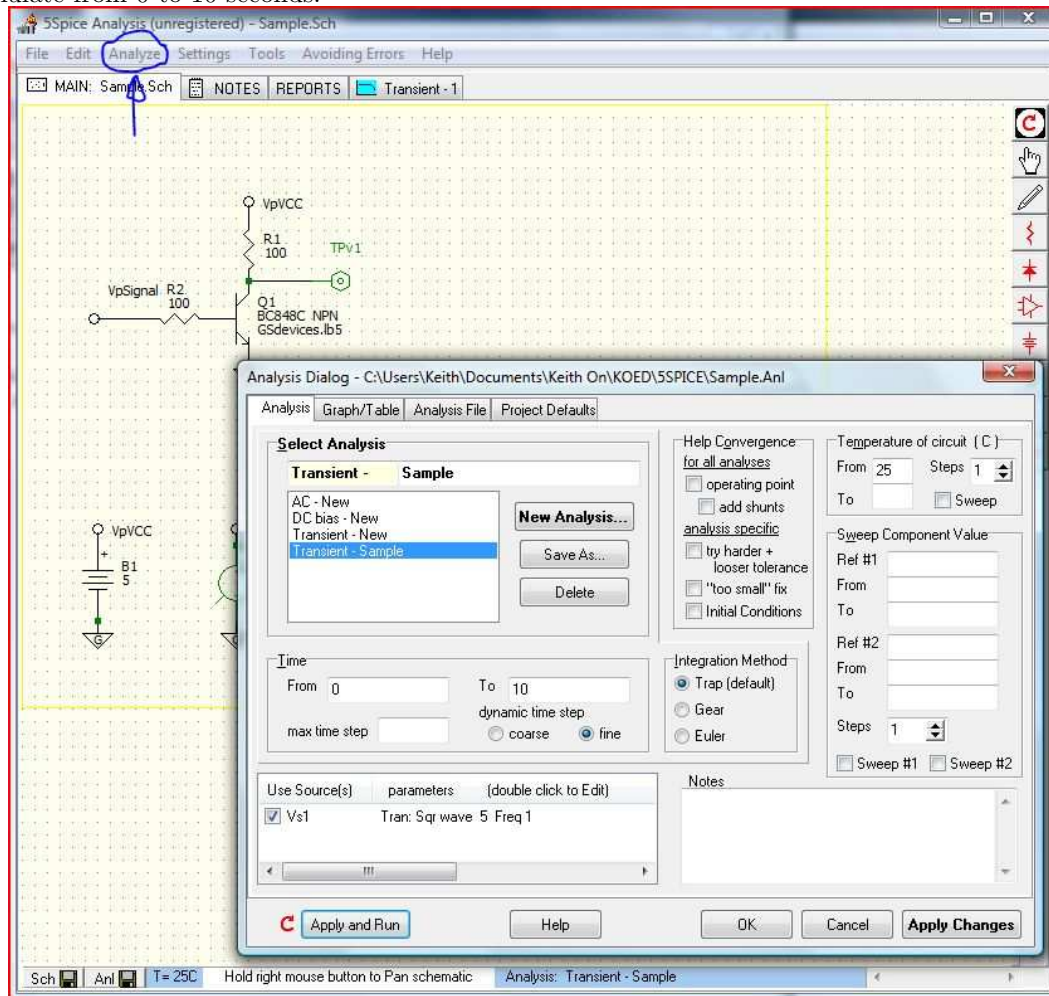 5Spice Analysis (unregistered) - Sample.Sch
File Edit Analyze Settings Tools Avoiding Errors Help
MAIN: Sample.Sch NOTES REPORTS Transient - 1
VpVCC
R1
100
TPv1
VpSignal R2
100
Q1
BC848C NPN
GSdevices.lb5
VpVCC
+
B1
5
G
Analysis Dialog - C:\Users\Keith\Documents\Keith On\KOED\5SPICE\Sample.Anl
Analysis Graph/Table Analysis File Project Defaults
Select Analysis
Transient - Sample
AC - New
DC bias - New
Transient - New
Transient - Sample
New Analysis...
Save As...
Delete
Help Convergence
for all analyses
operating point
add shunts
analysis specific
try harder +
looser tolerance
"too small" fix
Initial Conditions
Temperature of circuit ( C )
From 25 Steps 1
To Sweep
Sweep Component Value
Ref #1
From
To
Ref #2
From
To
Steps 1
Sweep #1 Sweep #2
Time
From 0 To 10
dynamic time step
max time step coarse fine
Integration Method
Trap (default)
Gear
Euler
Use Source(s) parameters (double click to Edit)
Vs1 Tran: Sqr wave 5 Freq 1
Notes
C Apply and Run Help OK Cancel Apply Changes
Sch Anl T= 25C Hold right mouse button to Pan schematic Analysis: Transient - Sample